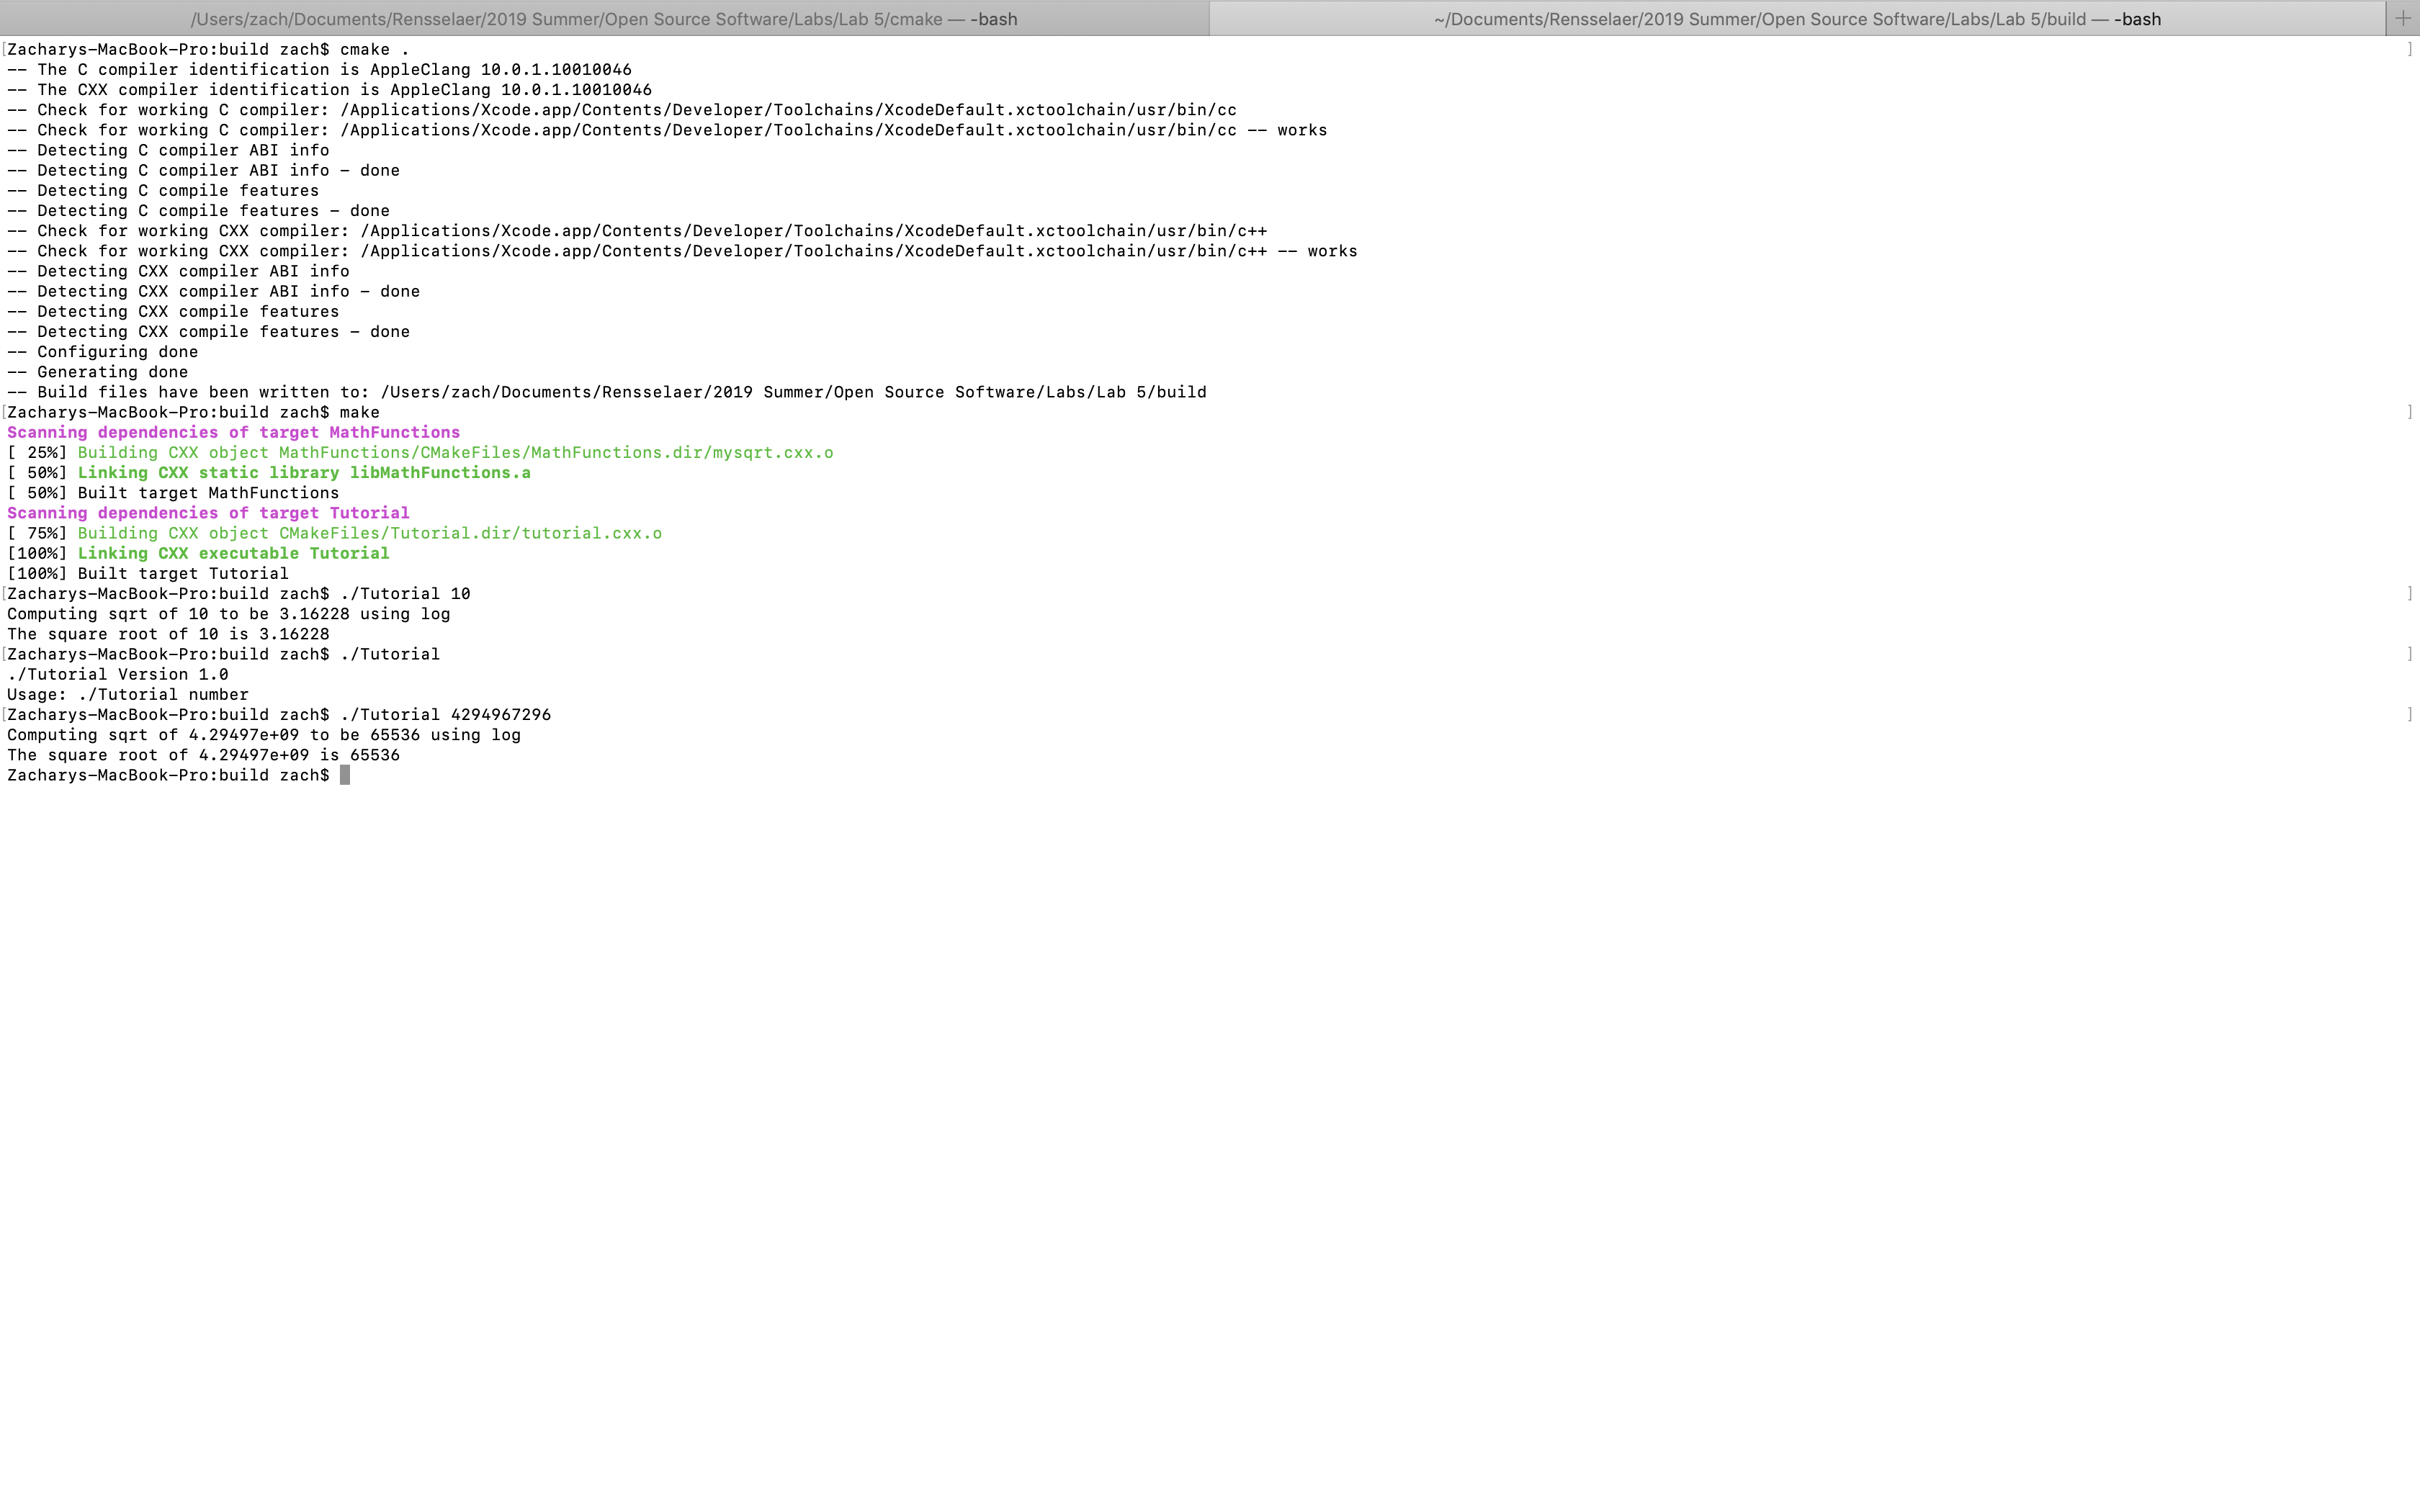 /Users/zach/Documents/Rensselaer/2019 Summer/Open Source Software/Labs/Lab 5/cmake — -bash
~/Documents/Rensselaer/2019 Summer/Open Source Software/Labs/Lab 5/build — -bash
+
[Zacharys-MacBook-Pro:build zach$ cmake . ]
-- The C compiler identification is AppleClang 10.0.1.10010046
-- The CXX compiler identification is AppleClang 10.0.1.10010046
-- Check for working C compiler: /Applications/Xcode.app/Contents/Developer/Toolchains/XcodeDefault.xctoolchain/usr/bin/cc
-- Check for working C compiler: /Applications/Xcode.app/Contents/Developer/Toolchains/XcodeDefault.xctoolchain/usr/bin/cc -- works
-- Detecting C compiler ABI info
-- Detecting C compiler ABI info - done
-- Detecting C compile features
-- Detecting C compile features - done
-- Check for working CXX compiler: /Applications/Xcode.app/Contents/Developer/Toolchains/XcodeDefault.xctoolchain/usr/bin/c++
-- Check for working CXX compiler: /Applications/Xcode.app/Contents/Developer/Toolchains/XcodeDefault.xctoolchain/usr/bin/c++ -- works
-- Detecting CXX compiler ABI info
-- Detecting CXX compiler ABI info - done
-- Detecting CXX compile features
-- Detecting CXX compile features - done
-- Configuring done
-- Generating done
-- Build files have been written to: /Users/zach/Documents/Rensselaer/2019 Summer/Open Source Software/Labs/Lab 5/build
[Zacharys-MacBook-Pro:build zach$ make ]
Scanning dependencies of target MathFunctions
[ 25%] Building CXX object MathFunctions/CMakeFiles/MathFunctions.dir/mysqrt.cxx.o
[ 50%] Linking CXX static library libMathFunctions.a
[ 50%] Built target MathFunctions
Scanning dependencies of target Tutorial
[ 75%] Building CXX object CMakeFiles/Tutorial.dir/tutorial.cxx.o
[100%] Linking CXX executable Tutorial
[100%] Built target Tutorial
[Zacharys-MacBook-Pro:build zach$ ./Tutorial 10 ]
Computing sqrt of 10 to be 3.16228 using log
The square root of 10 is 3.16228
[Zacharys-MacBook-Pro:build zach$ ./Tutorial ]
./Tutorial Version 1.0
Usage: ./Tutorial number
[Zacharys-MacBook-Pro:build zach$ ./Tutorial 4294967296 ]
Computing sqrt of 4.29497e+09 to be 65536 using log
The square root of 4.29497e+09 is 65536
Zacharys-MacBook-Pro:build zach$